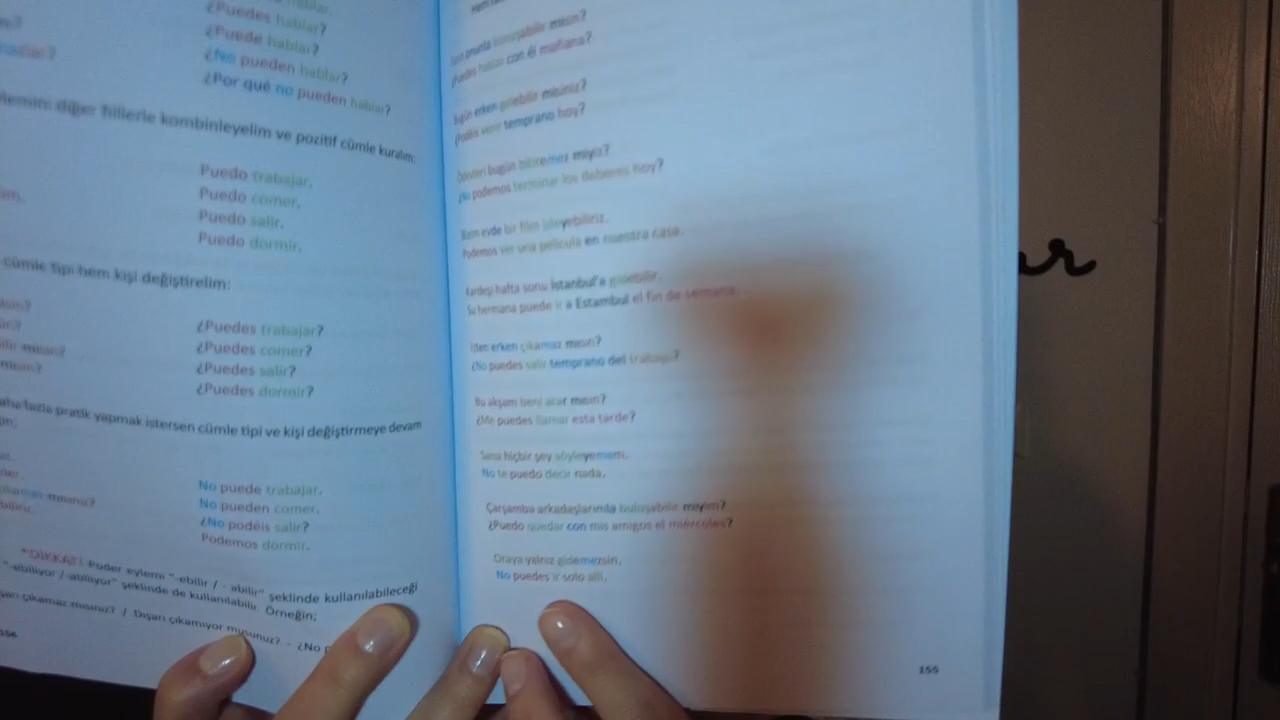 hablar.
¿Puedes hablar?
¿Puede hablar?
¿No pueden hablar?
¿Por qué no pueden hablar?
diğer fiillerle kombinleyelim ve pozitif cümle kuralım:
Puedo trabajar.
Puedo comer.
Puedo salir.
Puedo dormir.
cümle tipi hem kişi değiştirelim:
¿Puedes trabajar?
¿Puedes comer?
¿Puedes salir?
¿Puedes dormir?
fazla pratik yapmak istersen cümle tipi ve kişi değiştirmeye devam
No puede trabajar.
No pueden comer.
¿No podéis salir?
Podemos dormir.
*DİKKAT! Poder eylemi "-ebilir / - abilir" şeklinde kullanılabileceği
"-ebiliyor /-abiliyor" şeklinde de kullanılabilir. Örneğin;
çıkamaz mısınız? / Dışarı çıkamıyor musunuz? - ¿No
onunla konuşabilir misin?
¿Puedes hablar con él mañana?
Bugün erken gelebilir misiniz?
¿Podéis venir temprano hoy?
Ödevleri bugün bitiremez miyiz?
¿No podemos terminar los deberes hoy?
Bizim evde bir film izleyebiliriz.
Podemos ver una película en nuestra casa.
Kardeşi hafta sonu İstanbul'a gidebilir.
Su hermana puede ir a Estambul el fin de semana.
İşten erken çıkamaz mısın?
¿No puedes salir temprano del trabajo?
Bu akşam beni arar mısın?
¿Me puedes llamar esta tarde?
Sana hiçbir şey söyleyemem.
No te puedo decir nada.
Çarşamba arkadaşlarımla buluşabilir miyim?
¿Puedo quedar con mis amigos el miércoles?
Oraya yalnız gidemezsin.
No puedes ir solo allí.
155